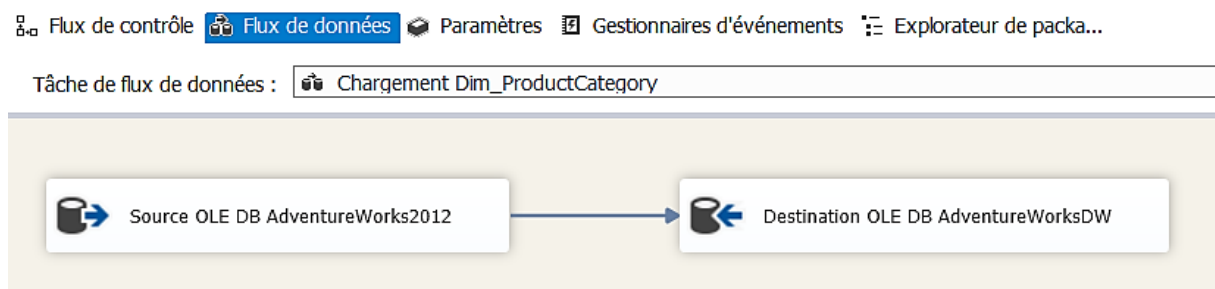 Flux de contrôle Flux de données Paramètres Gestionnaires d'événements Explorateur de packa...
Tâche de flux de données : Chargement Dim_ProductCategory
Source OLE DB AdventureWorks2012 Destination OLE DB AdventureWorksDW